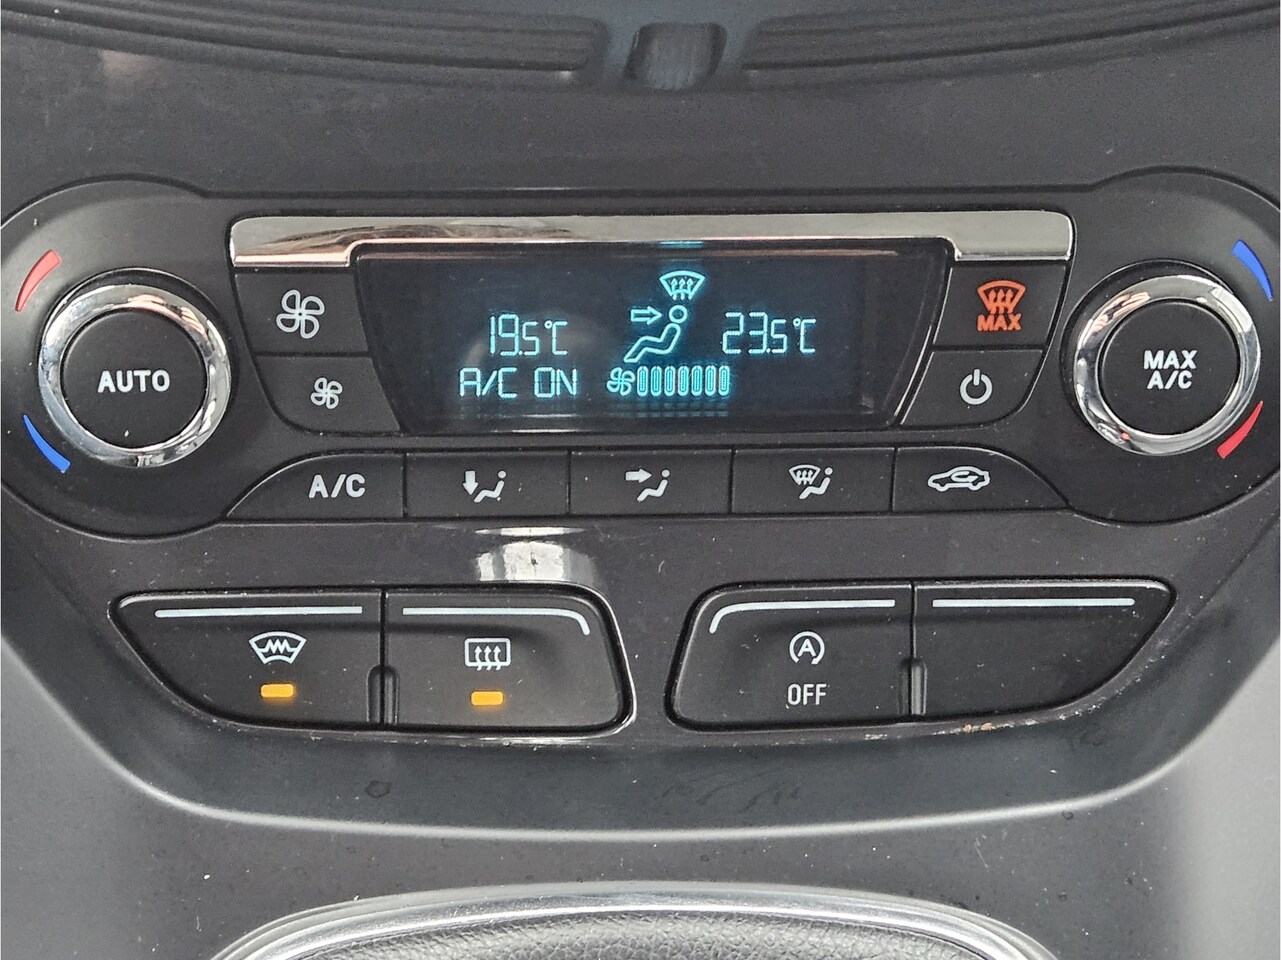 AUTO
19.5°C
A/C ON
23.5°C
MAX
MAX
A/C
A/C
A
OFF